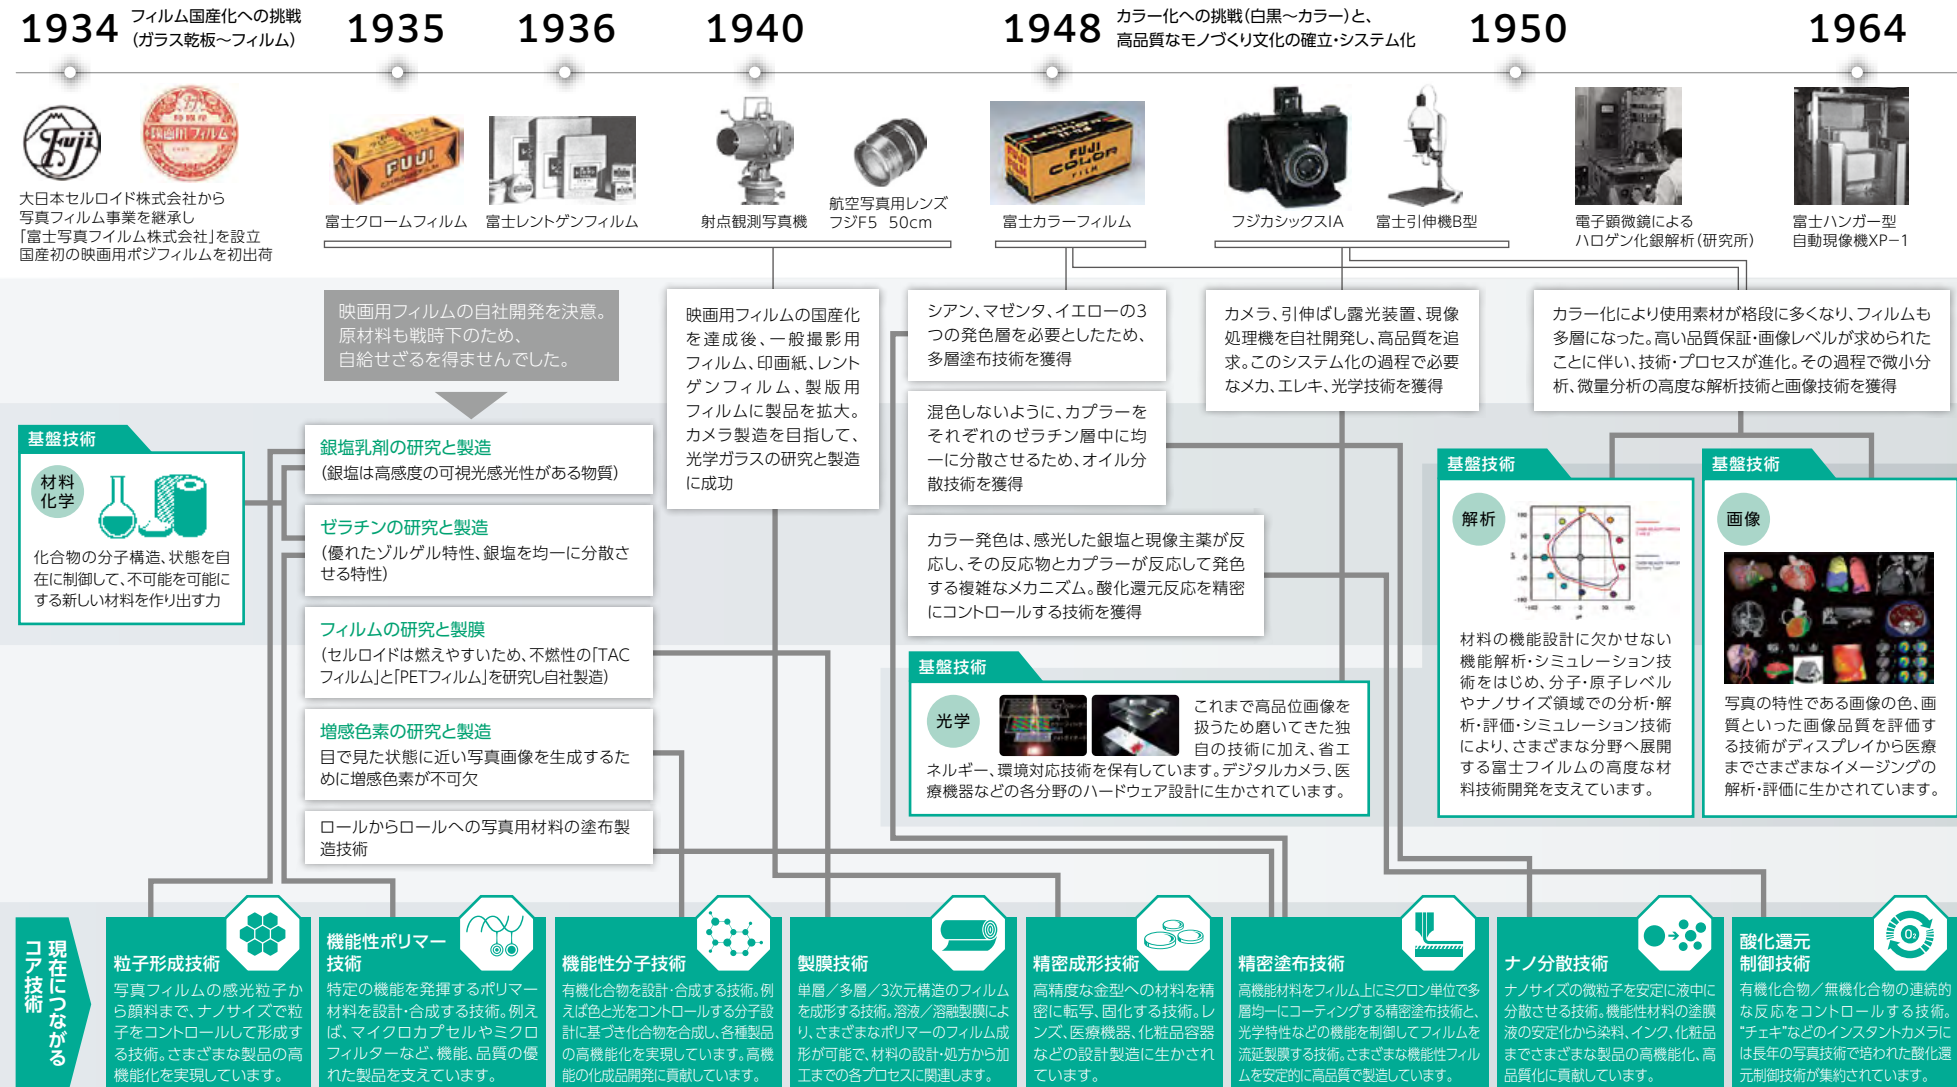 1934
フィルム国産化への挑戦
(ガラス乾板〜フィルム)
1935
1936
1940
1948
カラー化への挑戦(白黒〜カラー)と、
高品質なモノづくり文化の確立・システム化
1950
1964
Fuji
映画用フィルム
大日本セルロイド株式会社から
写真フィルム事業を継承し
「富士写真フイルム株式会社」を設立
国産初の映画用ポジフィルムを初出荷
FUJI
富士クロームフィルム
富士レントゲンフィルム
射点観測写真機
航空写真用レンズ
フジF5 50cm
FUJI
COLOR
FILM
富士カラーフィルム
フジカシックスIA
富士引伸機B型
電子顕微鏡による
ハロゲン化銀解析(研究所)
富士ハンガー型
自動現像機XP−1
映画用フィルムの自社開発を決意。
原材料も戦時下のため、
自給せざるを得ませんでした。
映画用フィルムの国産化
を達成後、一般撮影用
フィルム、印画紙、レント
ゲンフィルム、製版用
フィルムに製品を拡大。
カメラ製造を目指して、
光学ガラスの研究と製造
に成功
シアン、マゼンタ、イエローの3
つの発色層を必要としたため、
多層塗布技術を獲得
混色しないように、カプラーを
それぞれのゼラチン層中に均
一に分散させるため、オイル分
散技術を獲得
カラー発色は、感光した銀塩と現像主薬が反
応し、その反応物とカプラーが反応して発色
する複雑なメカニズム。酸化還元反応を精密
にコントロールする技術を獲得
カメラ、引伸ばし露光装置、現像
処理機を自社開発し、高品質を追
求。このシステム化の過程で必要
なメカ、エレキ、光学技術を獲得
カラー化により使用素材が格段に多くなり、フィルムも
多層になった。高い品質保証・画像レベルが求められた
ことに伴い、技術・プロセスが進化。その過程で微小分
析、微量分析の高度な解析技術と画像技術を獲得
基盤技術
材料
化学
化合物の分子構造、状態を自
在に制御して、不可能を可能に
する新しい材料を作り出す力
銀塩乳剤の研究と製造
(銀塩は高感度の可視光感光性がある物質)
ゼラチンの研究と製造
(優れたゾルゲル特性、銀塩を均一に分散さ
せる特性)
フィルムの研究と製膜
(セルロイドは燃えやすいため、不燃性の「TAC
フィルム」と「PETフィルム」を研究し自社製造)
増感色素の研究と製造
目で見た状態に近い写真画像を生成するた
めに増感色素が不可欠
ロールからロールへの写真用材料の塗布製
造技術
基盤技術
光学
これまで高品位画像を
扱うため磨いてきた独
自の技術に加え、省エ
ネルギー、環境対応技術を保有しています。デジタルカメラ、医
療機器などの各分野のハードウェア設計に生かされています。
基盤技術
解析
材料の機能設計に欠かせない
機能解析・シミュレーション技
術をはじめ、分子・原子レベル
やナノサイズ領域での分析・解
析・評価・シミュレーション技術
により、さまざまな分野へ展開
する富士フイルムの高度な材
料技術開発を支えています。
基盤技術
画像
写真の特性である画像の色、画
質といった画像品質を評価す
る技術がディスプレイから医療
までさまざまなイメージングの
解析・評価に生かされています。
現在につながる
コア技術
粒子形成技術
写真フィルムの感光粒子か
ら顔料まで、ナノサイズで粒
子をコントロールして形成す
る技術。さまざまな製品の高
機能化を実現しています。
機能性ポリマー
技術
特定の機能を発揮するポリマー
材料を設計・合成する技術。例え
ば、マイクロカプセルやミクロ
フィルターなど、機能、品質の優
れた製品を支えています。
機能性分子技術
有機化合物を設計・合成する技術。例
えば色と光をコントロールする分子設
計に基づき化合物を合成し、各種製品
の高機能化を実現しています。高機
能の化成品開発に貢献しています。
製膜技術
単層/多層/3次元構造のフィルム
を成形する技術。溶液/溶融製膜によ
り、さまざまなポリマーのフィルム成
形が可能で、材料の設計・処方から加
工までの各プロセスに関連します。
精密成形技術
高精度な金型への材料を精
密に転写、固化する技術。レ
ンズ、医療機器、化粧品容器
などの設計製造に生かされ
ています。
精密塗布技術
高機能材料をフィルム上にミクロン単位で多
層均一にコーティングする精密塗布技術と、
光学特性などの機能を制御してフィルムを
流延製膜する技術。さまざまな機能性フィル
ムを安定的に高品質で製造しています。
ナノ分散技術
ナノサイズの微粒子を安定に液中に
分散させる技術。機能性材料の塗膜
液の安定化から染料、インク、化粧品
までさまざまな製品の高機能化、高
品質化に貢献しています。
O₂
酸化還元
制御技術
有機化合物/無機化合物の連続的
な反応をコントロールする技術。
“チェキ”などのインスタントカメラに
は長年の写真技術で培われた酸化還
元制御技術が集約されています。